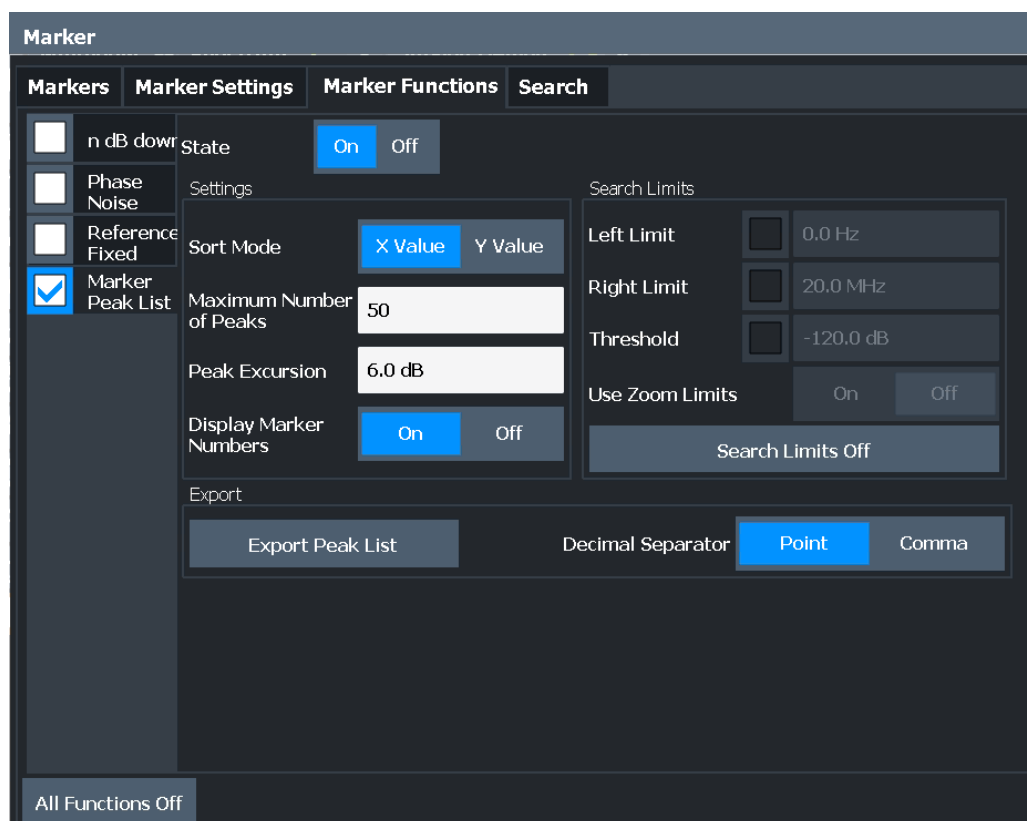 Marker
Markers Marker Settings Marker Functions Search
n dB down
State On Off
Phase
Noise
Reference
Fixed
Marker
Peak List
Settings
Sort Mode X Value Y Value
Maximum Number
of Peaks
50
Peak Excursion 6.0 dB
Display Marker
Numbers
On Off
Search Limits
Left Limit 0.0 Hz
Right Limit 20.0 MHz
Threshold -120.0 dB
Use Zoom Limits On Off
Search Limits Off
Export
Export Peak List Decimal Separator Point Comma
All Functions Off